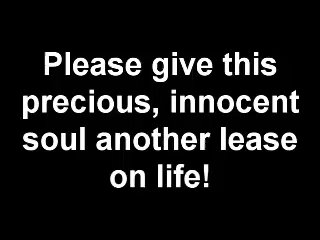 Please give this
precious, innocent
soul another lease
on life!